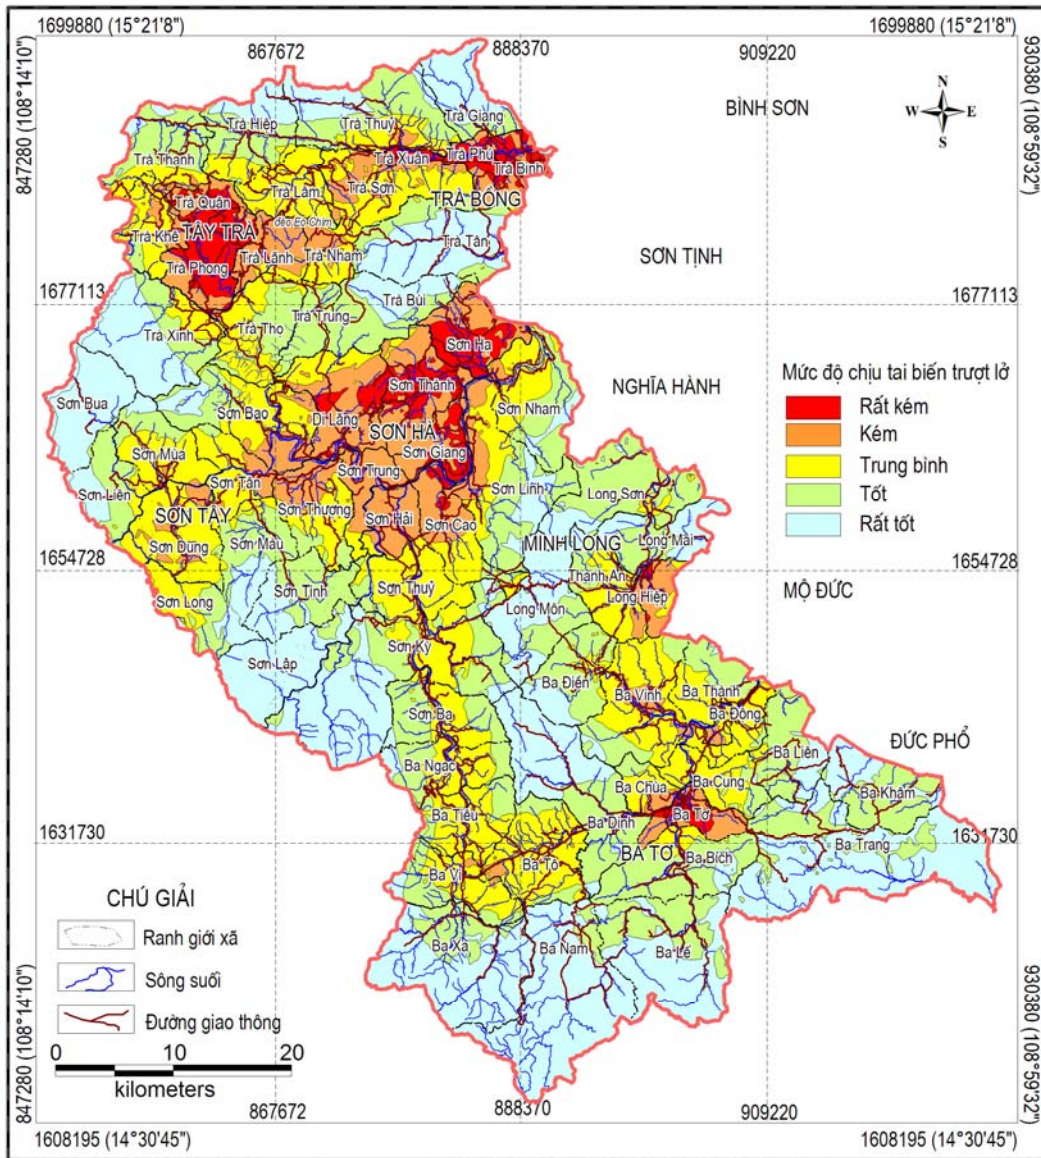 1699880 (15°21'8")
1699880 (15°21'8")
867672
888370
909220
847280 (108°14'10")
930380 (108°59'32")
BÌNH SƠN
N
W
E
S
Trà Giang
Trà Thuỷ
Trà Hiệp
Trà Xuân
Trà Phú
Trà Bình
Trà Thanh
Trà Lâm
Trà Sơn
TRÀ BỒNG
Trà Quân
đèo Eo Chim
Trà Khê
TÂY TRÀ
Trà Tân
Trà Phong
Trà Lãnh
Trà Nham
SƠN TỊNH
1677113
1677113
Trà Bùi
Trà Trung
Trà Xinh
Trà Thọ
Sơn Hạ
Sơn Thành
NGHĨA HÀNH
Mức độ chịu tai biến trượt lở
Rất kém
Kém
Trung bình
Tốt
Rất tốt
Sơn Bua
Sơn Bao
Di Lăng
Sơn Nham
SƠN HÀ
Sơn Giang
Sơn Mùa
Sơn Trung
Sơn Tân
Sơn Liên
Sơn Linh
Long Sơn
SƠN TÂY
Sơn Thượng
Sơn Hải
Sơn Cao
Sơn Dũng
Sơn Màu
MINH LONG
Long Mai
1654728
1654728
Thanh An
Sơn Long
Sơn Tinh
Sơn Thuỷ
Long Hiệp
Long Môn
MỘ ĐỨC
Sơn Kỳ
Sơn Lập
Ba Điền
Ba Vinh
Ba Thành
Ba Động
Sơn Ba
ĐỨC PHỔ
Ba Liên
Ba Ngạc
Ba Chùa
Ba Cung
Ba Khâm
Ba Tiêu
Ba Dinh
Ba Tơ
1631730
1631730
Ba Trang
BA TƠ
Ba Tô
Ba Bích
Ba Vì
Ba Xa
Ba Nam
Ba Lế
CHÚ GIẢI
Ranh giới xã
Sông suối
Đường giao thông
0
10
20
kilometers
847280 (108°14'10")
930380 (108°59'32")
867672
888370
909220
1608195 (14°30'45")
1608195 (14°30'45")